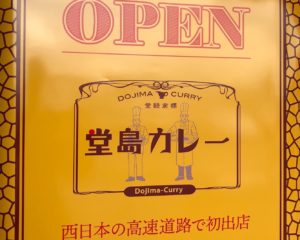 OPEN
DOJIMA CURRY
堂島カレー
Dojima-Curry
西日本の高速道路で初出店